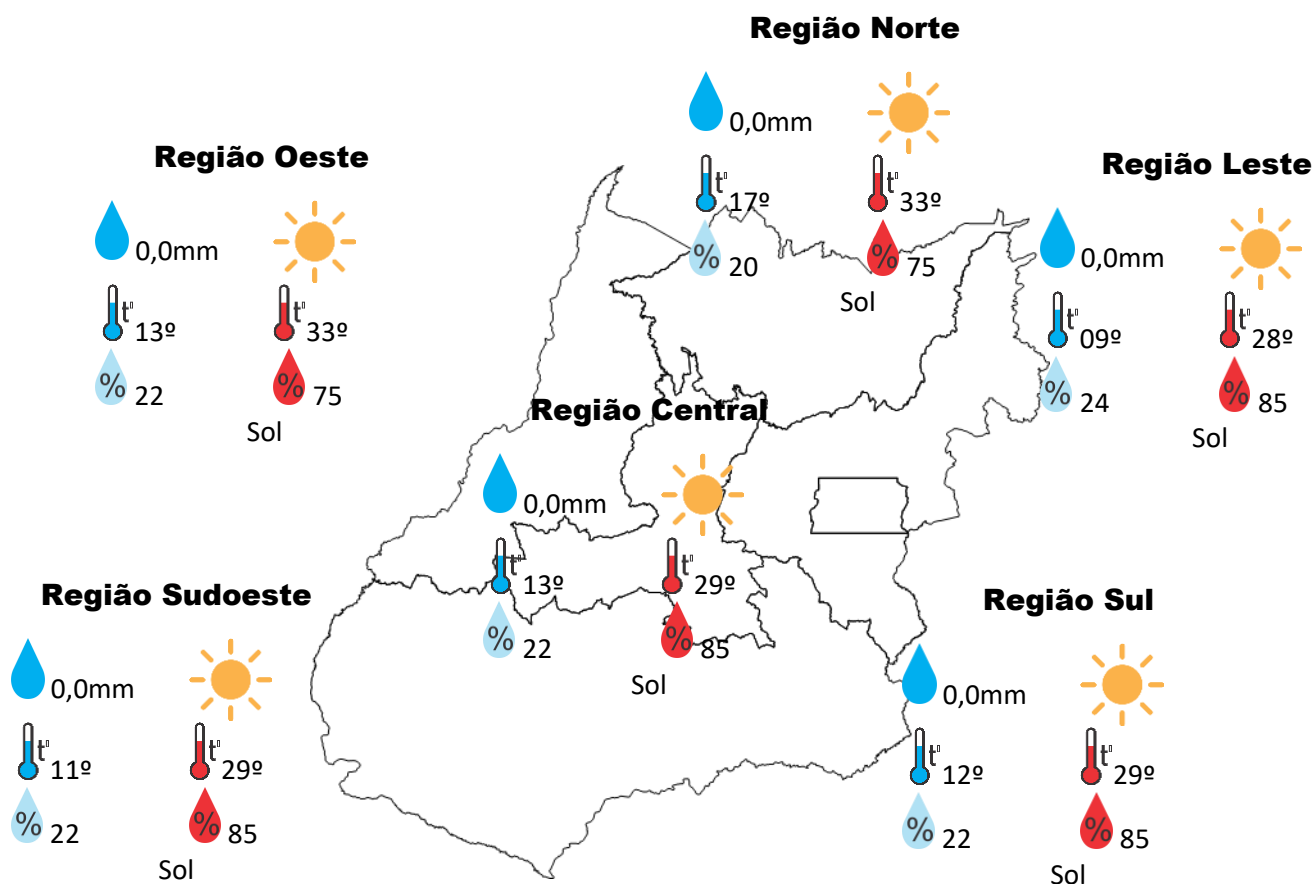 Região Norte
0,0mm
t° 17º
t° 33º
% 20
% 75
Sol
Região Oeste
0,0mm
t° 13º
t° 33º
% 22
% 75
Sol
Região Leste
0,0mm
t° 09º
t° 28º
% 24
% 85
Sol
Região Central
0,0mm
t° 13º
t° 29º
% 22
% 85
Sol
Região Sudoeste
0,0mm
t° 11º
t° 29º
% 22
% 85
Sol
Região Sul
0,0mm
t° 12º
t° 29º
% 22
% 85
Sol